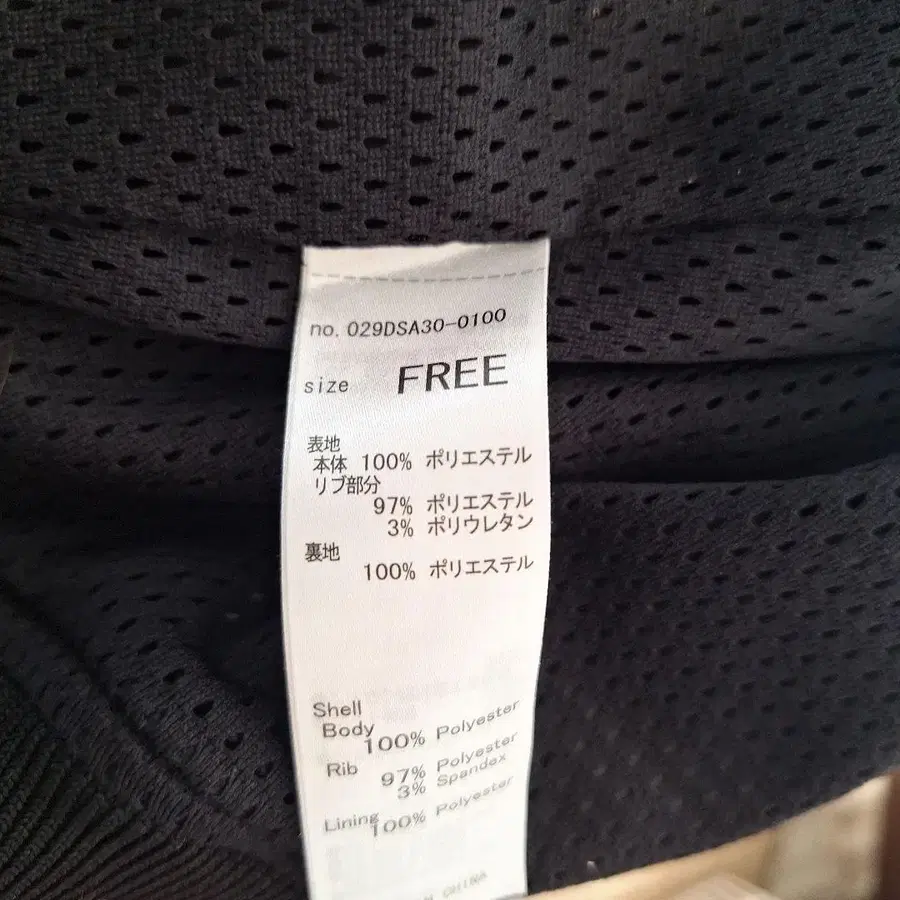 no. 029DSA30-0100
size FREE
表地
本体 100% ポリエステル
リブ部分
97% ポリエステル
3% ポリウレタン
裏地
100% ポリエステル
Shell
Body
100% Polyester
Rib 97% Polyester
3% Spandex
Lining
100% Polyester
CHINA